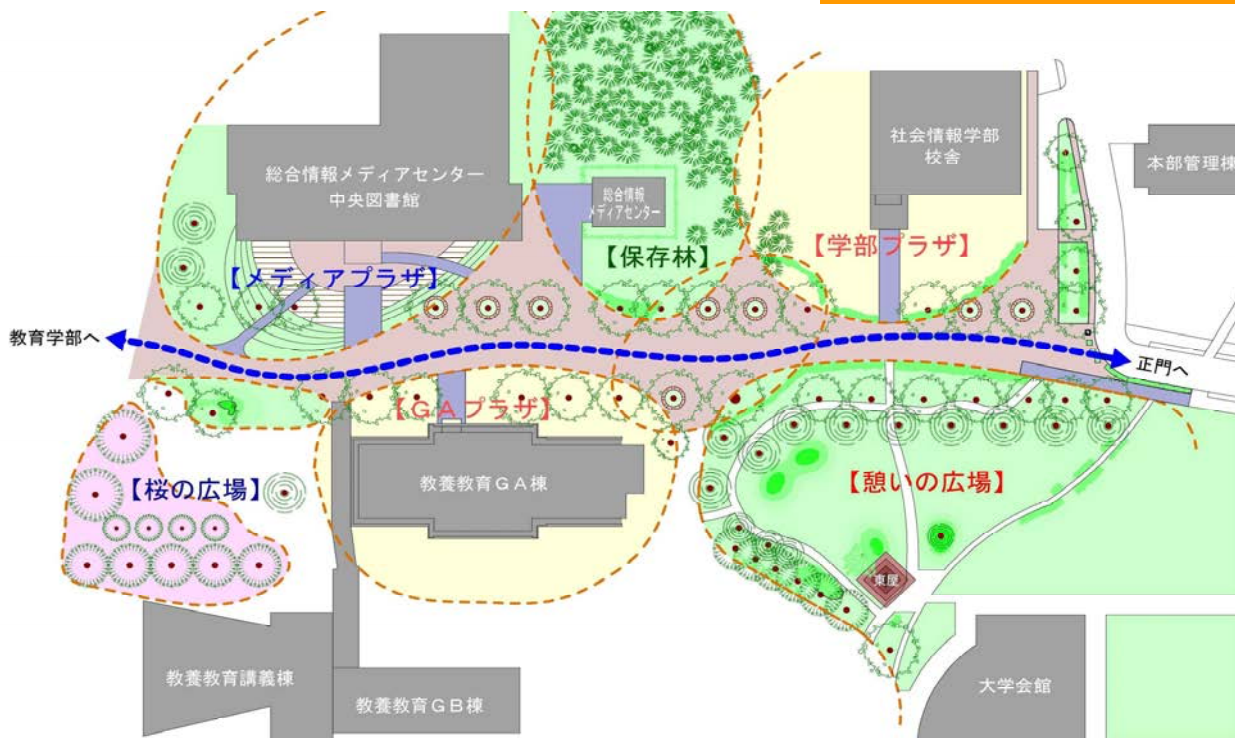 総合情報メディアセンター
中央図書館
総合情報
メディアセンター
社会情報学部
校舎
本部管理棟
【メディアプラザ】
【保存林】
【学部プラザ】
教育学部へ
正門へ
【GAプラザ】
【桜の広場】
教養教育GA棟
【憩いの広場】
東屋
教養教育講義棟
教養教育GB棟
大学会館